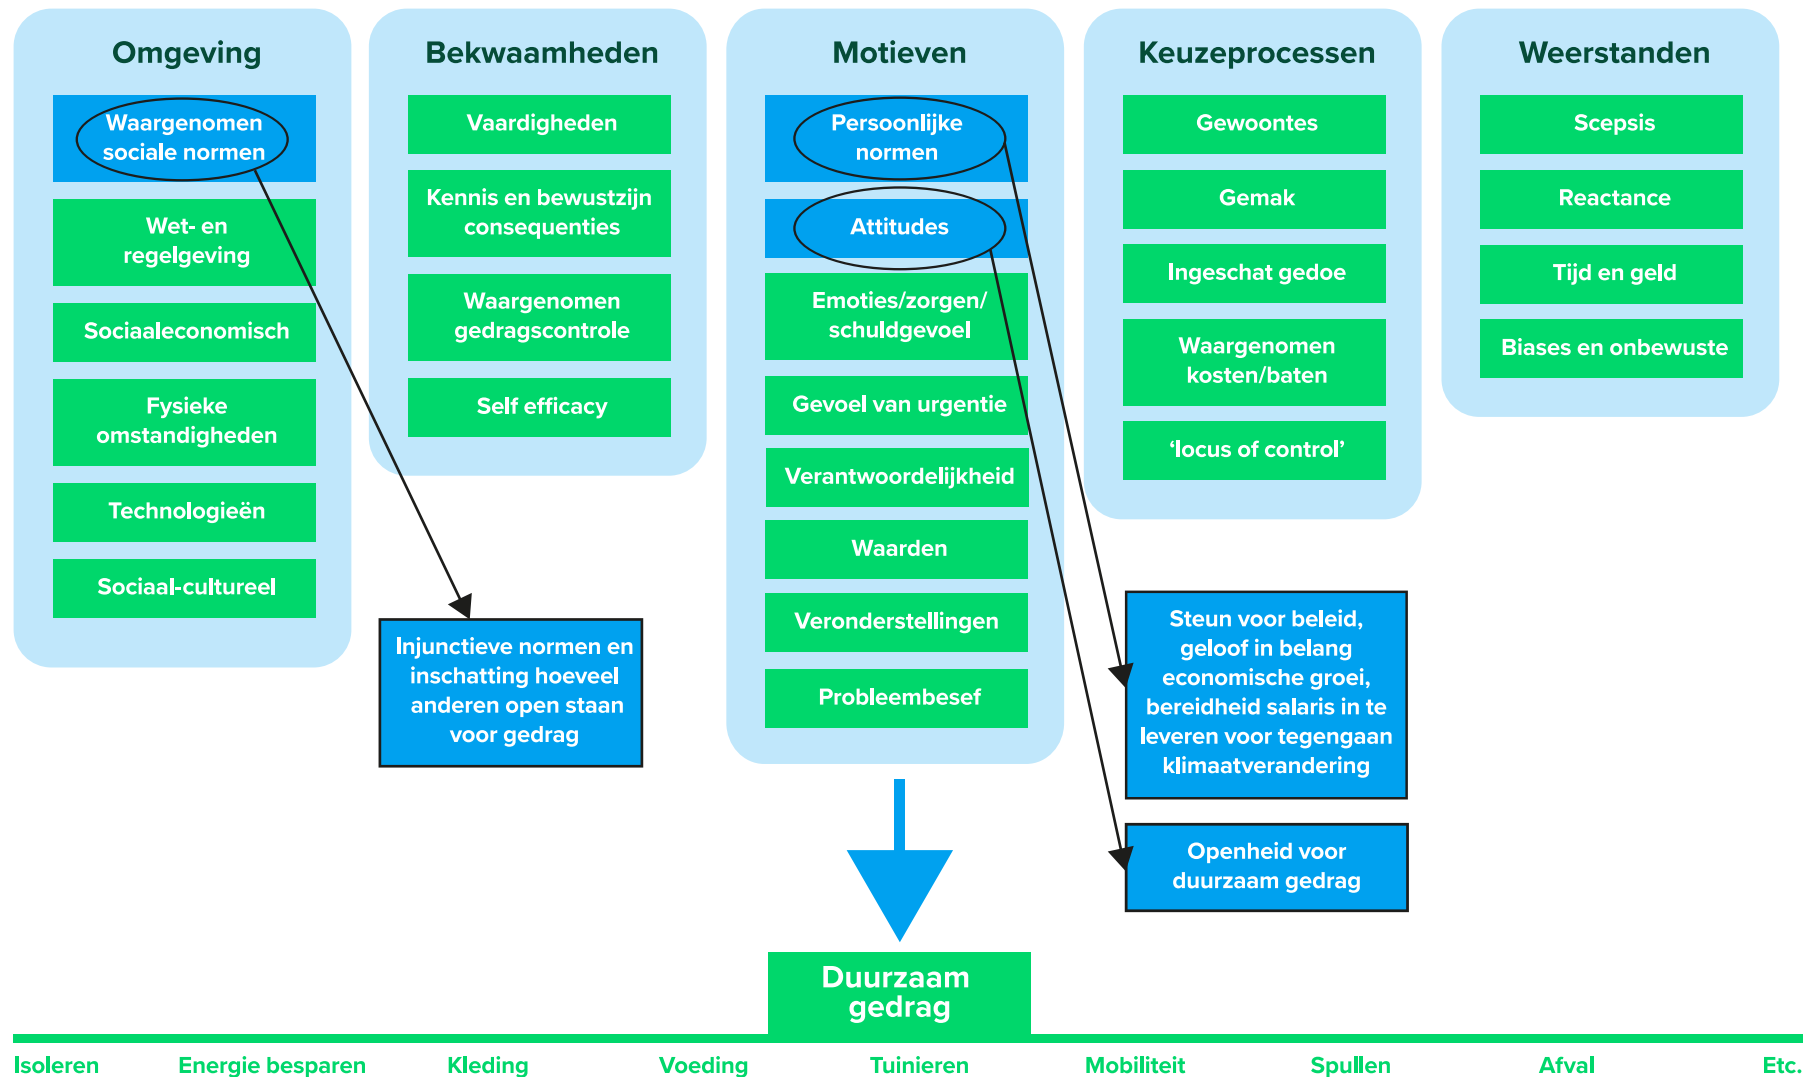 Omgeving
Waargenomen
sociale normen
Wet- en
regelgeving
Sociaaleconomisch
Fysieke
omstandigheden
Technologieën
Sociaal-cultureel
Bekwaamheden
Vaardigheden
Kennis en bewustzijn
consequenties
Waargenomen
gedragscontrole
Self efficacy
Injunctieve normen en
inschatting hoeveel
anderen open staan
voor gedrag
Motieven
Persoonlijke
normen
Attitudes
Emoties/zorgen/
schuldgevoel
Gevoel van urgentie
Verantwoordelijkheid
Waarden
Veronderstellingen
Probleembesef
Keuzeprocessen
Gewoontes
Gemak
Ingeschat gedoe
Waargenomen
kosten/baten
‘locus of control’
Steun voor beleid,
geloof in belang
economische groei,
bereidheid salaris in te
leveren voor tegengaan
klimaatverandering
Openheid voor
duurzaam gedrag
Weerstanden
Scepsis
Reactance
Tijd en geld
Biases en onbewuste
Duurzaam
gedrag
Isoleren Energie besparen Kleding Voeding Tuinieren Mobiliteit Spullen Afval Etc.